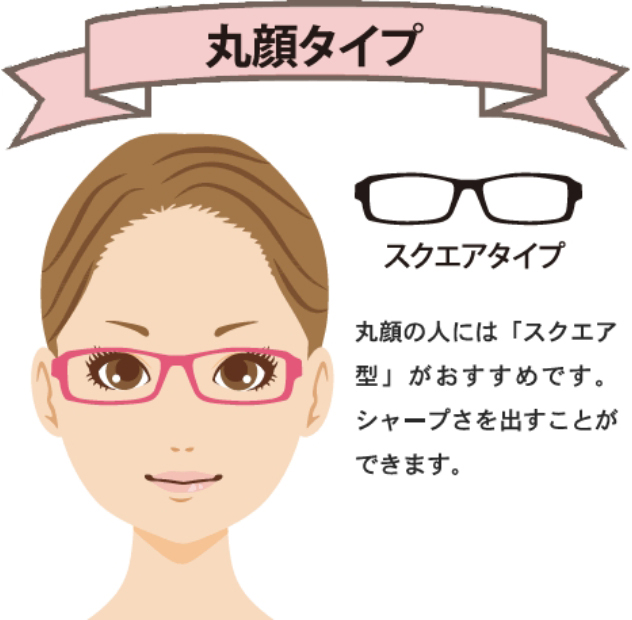 丸顔タイプ
スクエアタイプ
丸顔の人には「スクエア
型」がおすすめです。
シャープさを出すことが
できます。